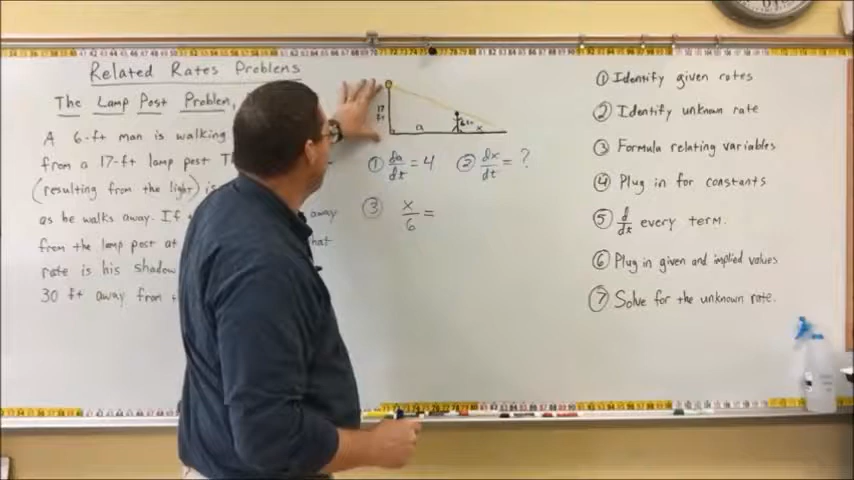 Related Rates Problems
The Lamp Post Problem
A 6-ft man is walking
from a 17-ft lamp post
(resulting from the light) is
as he walks away. If away
from the lamp post at that
rate is his shadow
30 ft away from
17
ft
6 ft
a
x
① da/dt = 4 ② dx/dt = ?
③ x/6 =
① Identify given rates
② Identify unknown rate
③ Formula relating variables
④ Plug in for constants
⑤ d/dt every term.
⑥ Plug in given and implied values
⑦ Solve for the unknown rate.